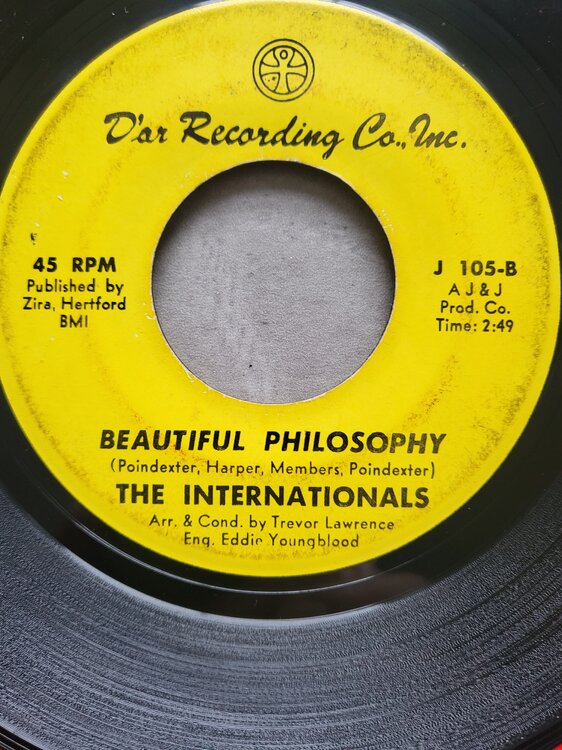 D'ar Recording Co., Inc.
45 RPM
Published by
Zira, Hertford
BMI
J 105-B
A J & J
Prod. Co.
Time: 2:49
BEAUTIFUL PHILOSOPHY
(Poindexter, Harper, Members, Poindexter)
THE INTERNATIONALS
Arr. & Cond. by Trevor Lawrence
Eng. Eddie Youngblood